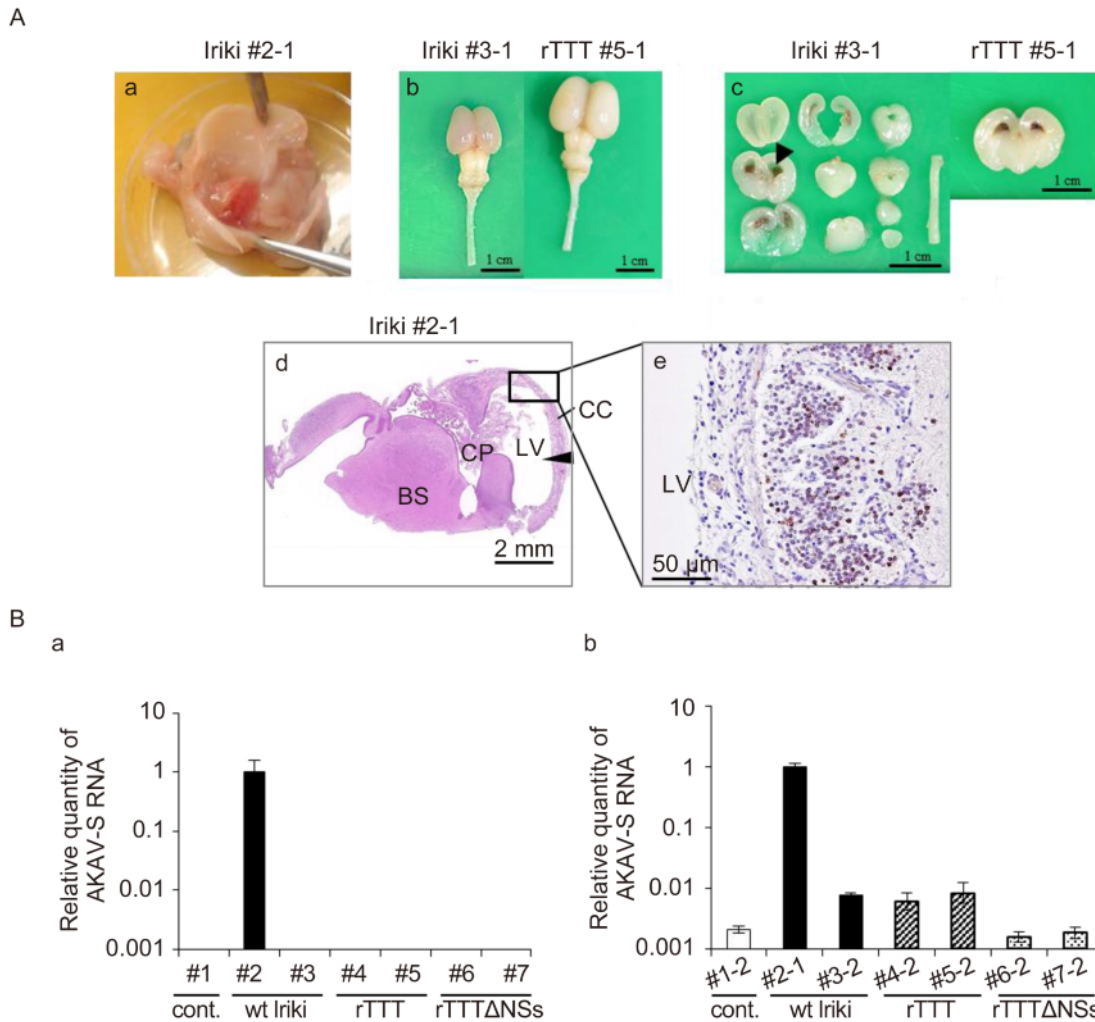 A
Iriki #2-1
Iriki #3-1
rTTT #5-1
Iriki #3-1
rTTT #5-1
a
b
c
1 cm
1 cm
1 cm
1 cm
Iriki #2-1
d
e
CC
LV
CP
BS
2 mm
LV
50 µm
B
a
b
Relative quantity of
AKAV-S RNA
10
1
0.1
0.01
0.001
#1 #2 #3 #4 #5 #6 #7
cont. wt Iriki rTTT rTTTΔNSs
Relative quantity of
AKAV-S RNA
10
1
0.1
0.01
0.001
#1-2 #2-1 #3-2 #4-2 #5-2 #6-2 #7-2
cont. wt Iriki rTTT rTTTΔNSs